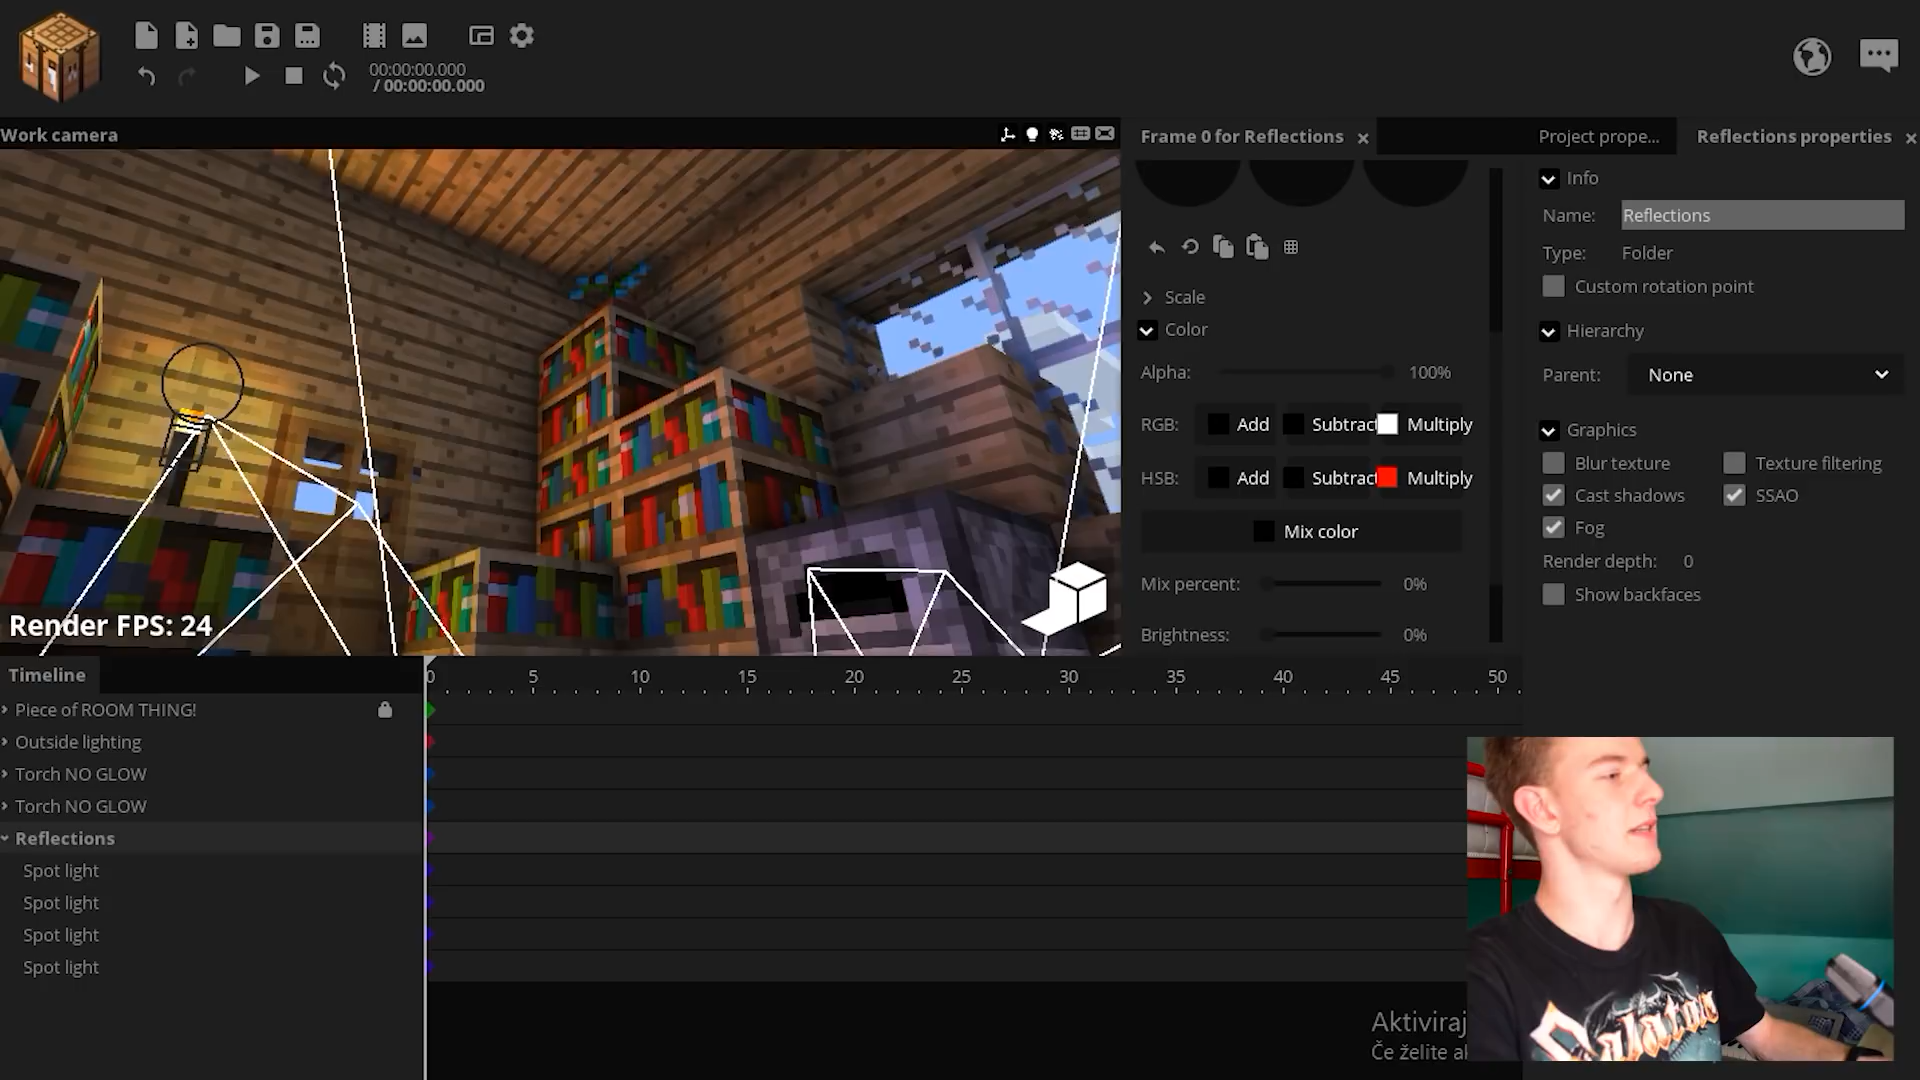 00:00:00.000
/ 00:00:00.000
Work camera
Frame 0 for Reflections
Project prope...
Reflections properties
Render FPS: 24
Scale
Color
Alpha: 100%
RGB: Add Subtract Multiply
HSB: Add Subtract Multiply
Mix color
Mix percent: 0%
Brightness: 0%
Info
Name: Reflections
Type: Folder
Custom rotation point
Hierarchy
Parent: None
Graphics
Blur texture Texture filtering
Cast shadows SSAO
Fog
Render depth: 0
Show backfaces
Timeline
0 5 10 15 20 25 30 35 40 45 50
Piece of ROOM THING!
Outside lighting
Torch NO GLOW
Torch NO GLOW
Reflections
Spot light
Spot light
Spot light
Spot light
Aktiviraj
Če želite